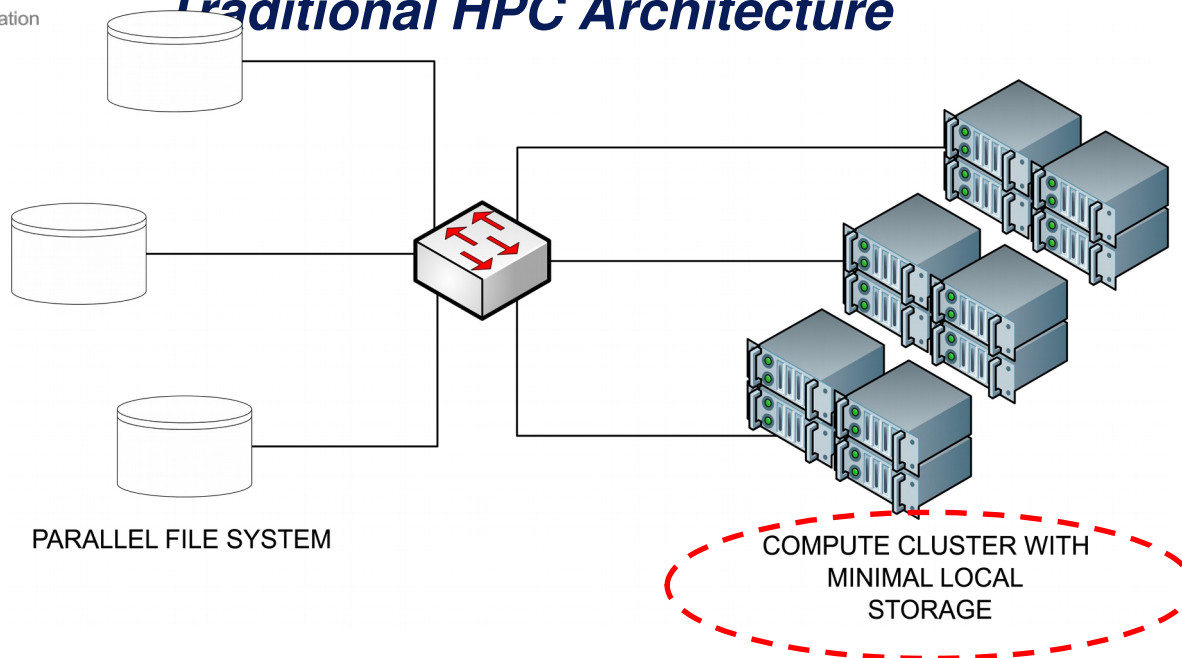 Traditional HPC Architecture
PARALLEL FILE SYSTEM
COMPUTE CLUSTER WITH
MINIMAL LOCAL
STORAGE